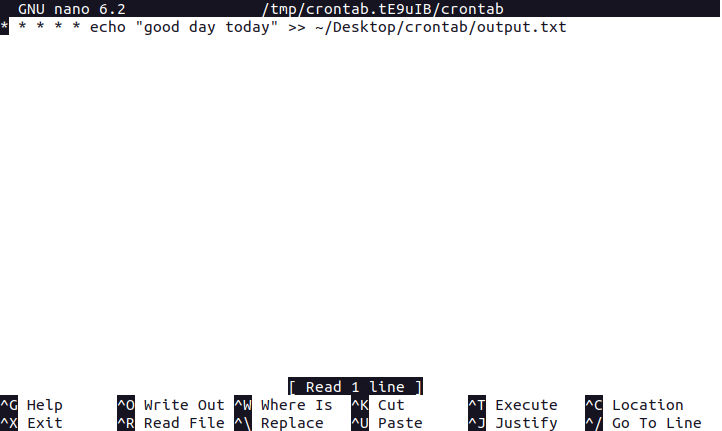 GNU nano 6.2 /tmp/crontab.tE9uIB/crontab
* * * * * echo "good day today" >> ~/Desktop/crontab/output.txt
[ Read 1 line ]
^G Help ^O Write Out ^W Where Is ^K Cut ^T Execute ^C Location
^X Exit ^R Read File ^\ Replace ^U Paste ^J Justify ^/ Go To Line